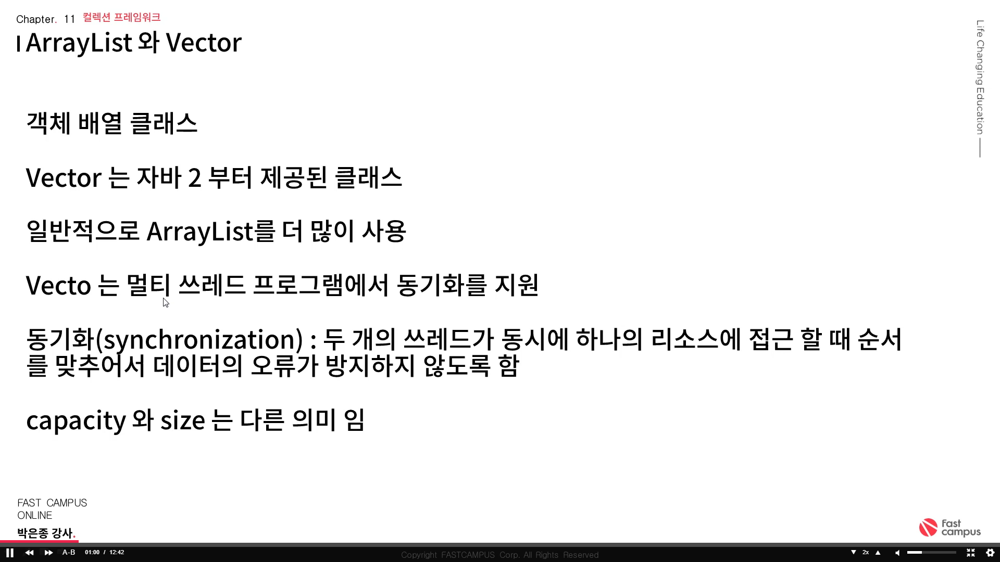 Chapter. 11 컬렉션 프레임워크
ArrayList 와 Vector
Life Changing Education
객체 배열 클래스
Vector 는 자바 2 부터 제공된 클래스
일반적으로 ArrayList를 더 많이 사용
Vecto 는 멀티 쓰레드 프로그램에서 동기화를 지원
동기화(synchronization) : 두 개의 쓰레드가 동시에 하나의 리소스에 접근 할 때 순서
를 맞추어서 데이터의 오류가 방지하지 않도록 함
capacity 와 size 는 다른 의미 임
FAST CAMPUS
ONLINE
박은종 강사.
Fast
campus
A-B 01:00 / 12:42
Copyright FASTCAMPUS Corp. All Rights Reserved
2x